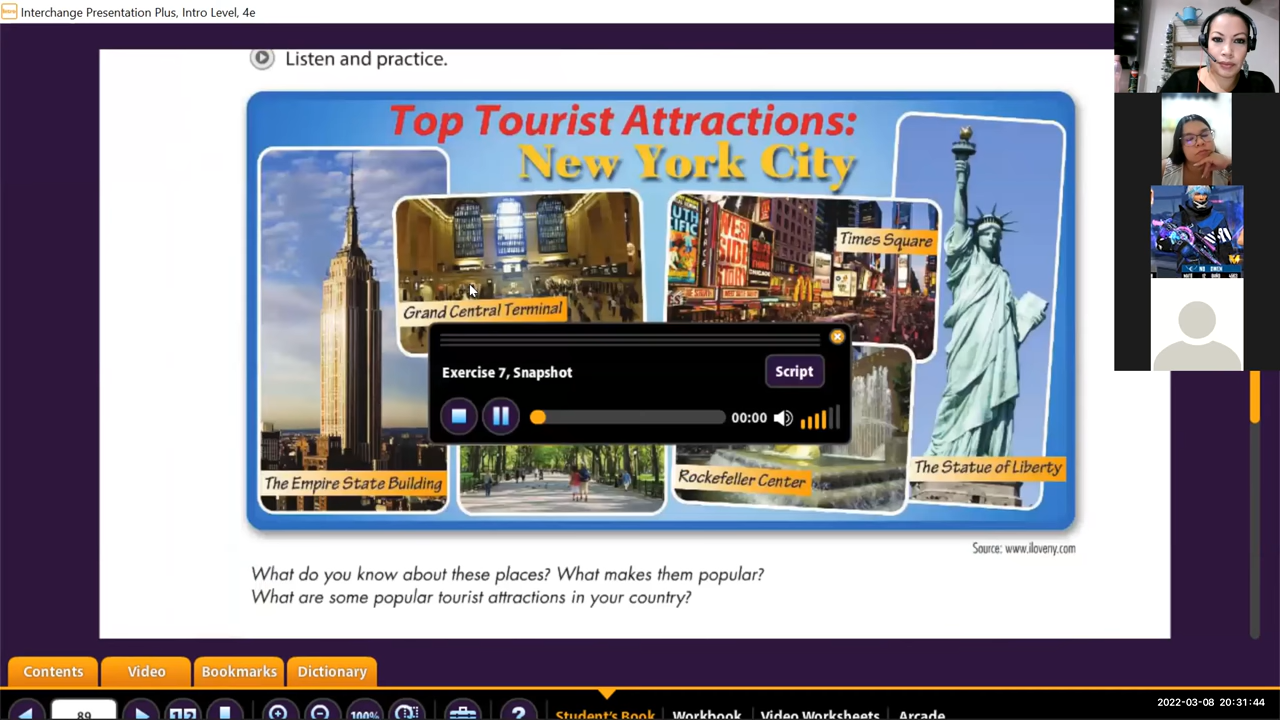 Interchange Presentation Plus, Intro Level, 4e
Listen and practice.
Top Tourist Attractions:
New York City
Times Square
Grand Central Terminal
Exercise 7, Snapshot
Script
00:00
The Empire State Building
Rockefeller Center
The Statue of Liberty
Source: www.iloveny.com
What do you know about these places? What makes them popular?
What are some popular tourist attractions in your country?
Contents
Video
Bookmarks
Dictionary
89
100%
Student's Book
Workbook
Video Worksheets
Arcade
2022-03-08 20:31:44